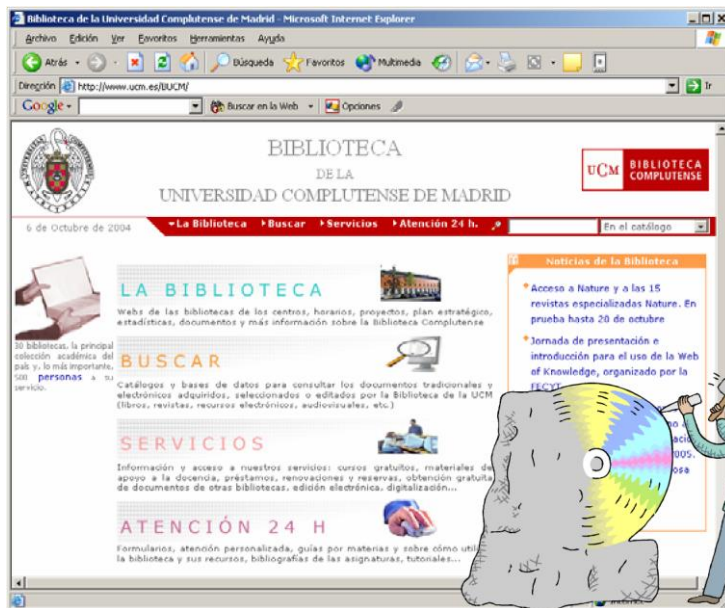 Biblioteca de la Universidad Complutense de Madrid - Microsoft Internet Explorer
Archivo Edición Ver Favoritos Herramientas Ayuda
Atrás Búsqueda Favoritos Multimedia
Dirección http://www.ucm.es/BUCM/ Ir
Google Buscar en la Web Opciones
BIBLIOTECA
DE LA
UNIVERSIDAD COMPLUTENSE DE MADRID
UCM BIBLIOTECA
COMPLUTENSE
6 de Octubre de 2004 La Biblioteca Buscar Servicios Atención 24 h. En el catálogo
30 bibliotecas, la principal
colección académica del
país y, lo más importante,
500 personas a tu
servicio.
LA BIBLIOTECA
Webs de las bibliotecas de los centros, horarios, proyectos, plan estratégico,
estadísticas, documentos y más información sobre la Biblioteca Complutense
BUSCAR
Catálogos y bases de datos para consultar los documentos tradicionales y
electrónicos adquiridos, seleccionados o editados por la Biblioteca de la UCM
(libros, revistas, recursos electrónicos, audiovisuales, etc.)
SERVICIOS
Información y acceso a nuestros servicios: cursos gratuitos, materiales de
apoyo a la docencia, préstamos, renovaciones y reservas, obtención gratuita
de documentos de otras bibliotecas, edición electrónica, digitalización...
ATENCIÓN 24 H
Formularios, atención personalizada, guías por materias y sobre cómo
la biblioteca y sus recursos, bibliografías de las asignaturas, tutoriales...
Noticias de la Biblioteca
Acceso a Nature y a las 15
revistas especializadas Nature. En
prueba hasta 20 de octubre
Jornada de presentación e
introducción para el uso de la Web
of Knowledge, organizado por la
FECYT